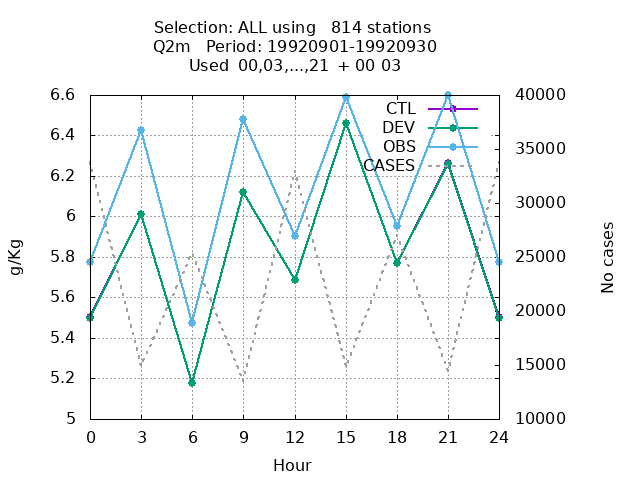 Selection: ALL using   814 stations
Q2m   Period: 19920901-19920930
Used  00,03,...,21  + 00 03
6.6
6.4
6.2
6
5.8
5.6
5.4
5.2
5
40000
35000
30000
25000
20000
15000
10000
CTL
DEV
OBS
CASES
g/Kg
No cases
0 3 6 9 12 15 18 21 24
Hour